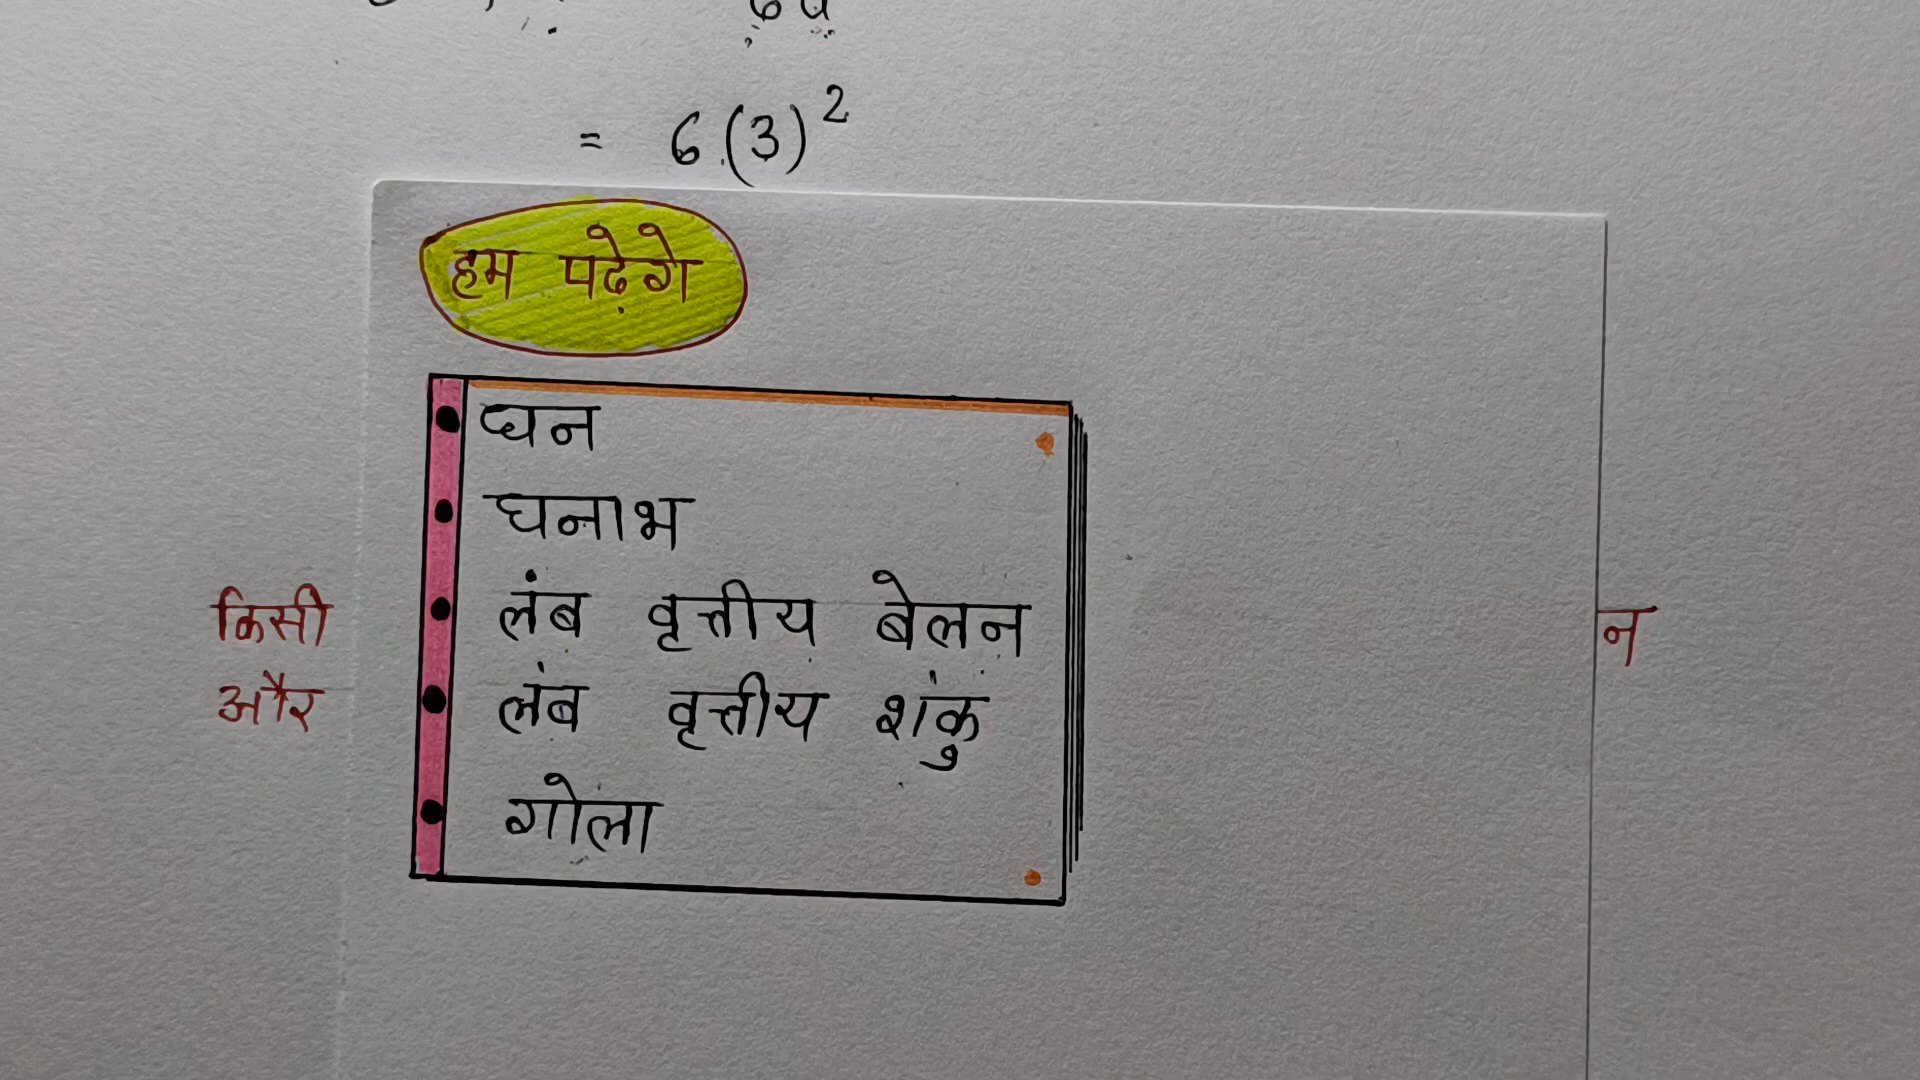 = 6(3)²
हम पढ़ेगे
घन
घनाभ
किसी
लंब वृत्तीय बेलन
न
और
लंब वृत्तीय शंकु
गोला